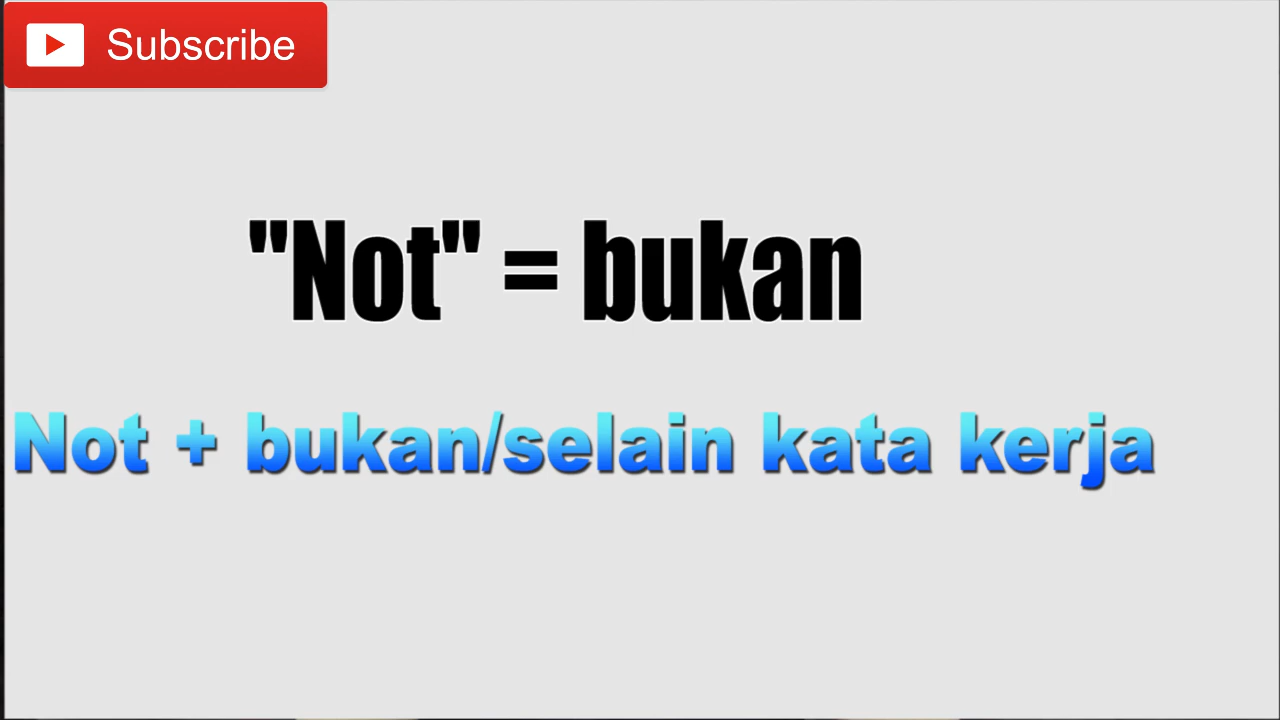 Subscribe
"Not" = bukan
Not + bukan/selain kata kerja